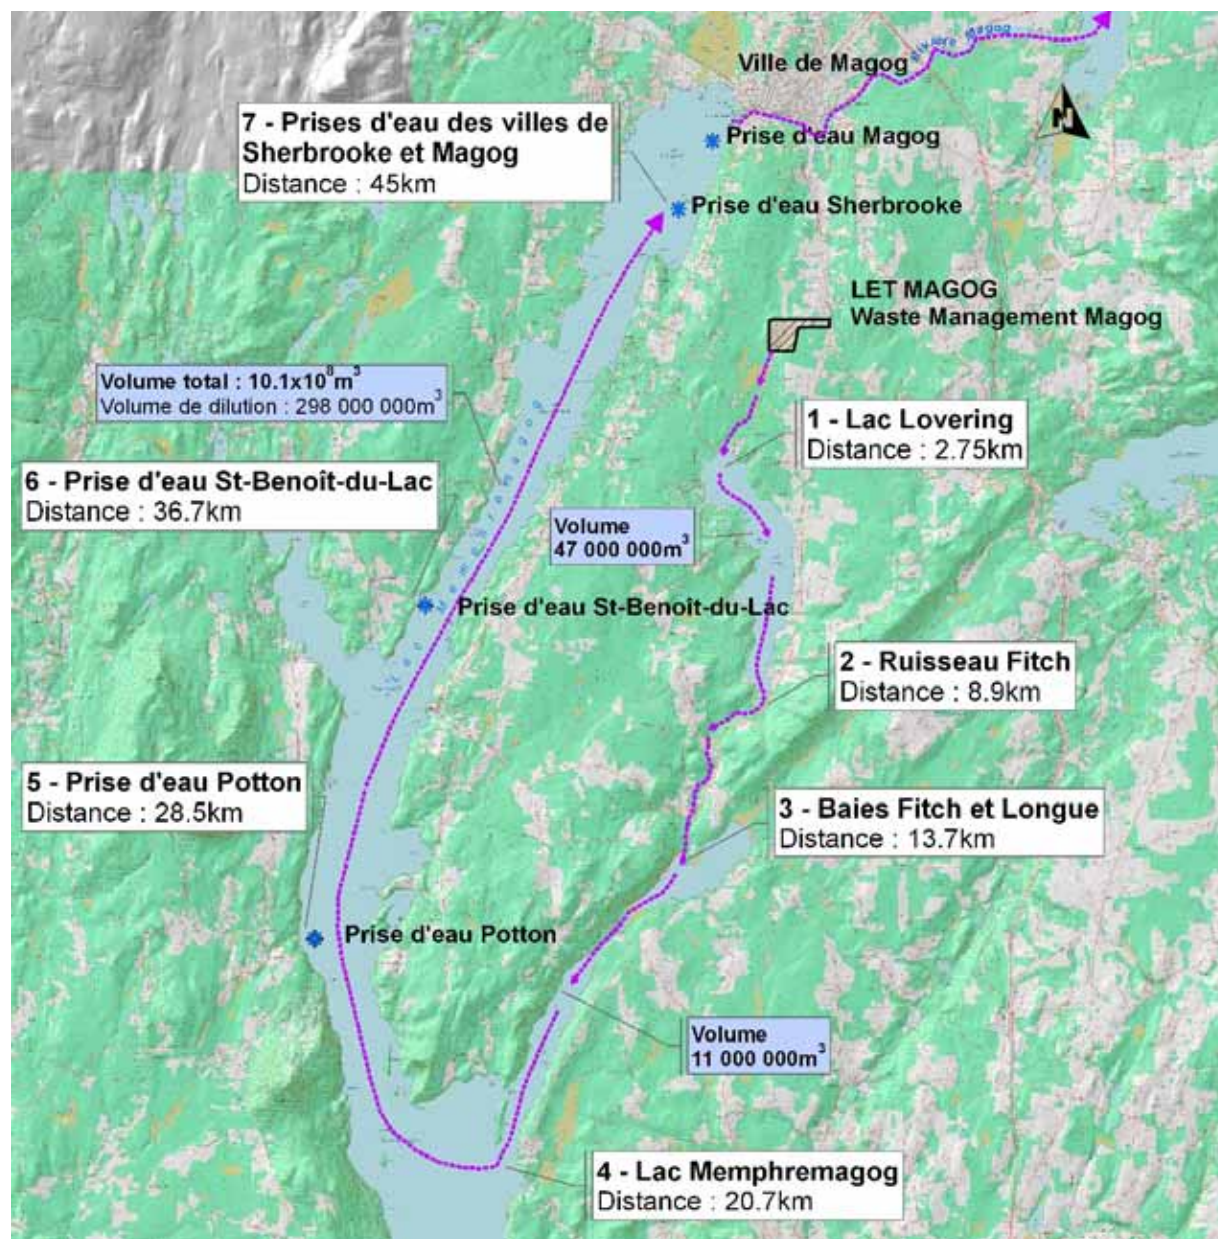 Rivière Magog
Ville de Magog
7 - Prises d'eau des villes de
Sherbrooke et Magog
Distance : 45km
N
Prise d'eau Magog
Prise d'eau Sherbrooke
LET MAGOG
Waste Management Magog
Volume total : 10.1x10⁸m³
Volume de dilution : 298 000 000m³
1 - Lac Lovering
Distance : 2.75km
6 - Prise d'eau St-Benoît-du-Lac
Distance : 36.7km
Volume
47 000 000m³
Prise d'eau St-Benoît-du-Lac
2 - Ruisseau Fitch
Distance : 8.9km
5 - Prise d'eau Potton
Distance : 28.5km
3 - Baies Fitch et Longue
Distance : 13.7km
Prise d'eau Potton
Volume
11 000 000m³
4 - Lac Memphremagog
Distance : 20.7km